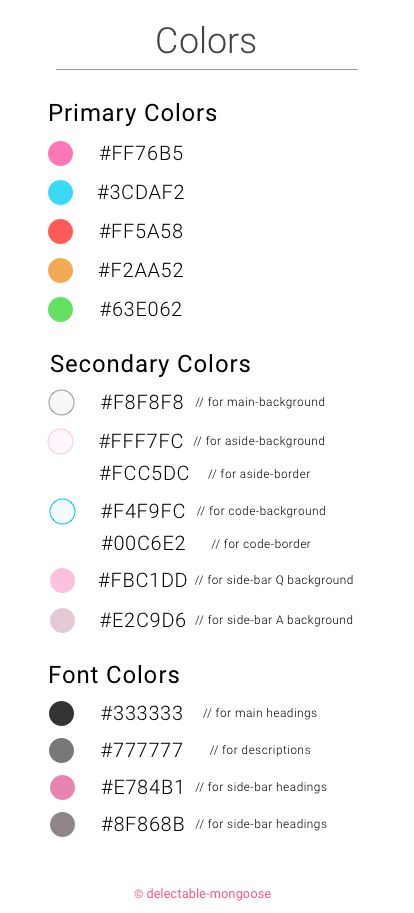 Colors
Primary Colors
#FF76B5
#3CDAF2
#FF5A58
#F2AA52
#63E062
Secondary Colors
#F8F8F8 // for main-background
#FFF7FC // for aside-background
#FCC5DC // for aside-border
#F4F9FC // for code-background
#00C6E2 // for code-border
#FBC1DD // for side-bar Q background
#E2C9D6 // for side-bar A background
Font Colors
#333333 // for main headings
#777777 // for descriptions
#E784B1 // for side-bar headings
#8F868B // for side-bar headings
© delectable-mongoose